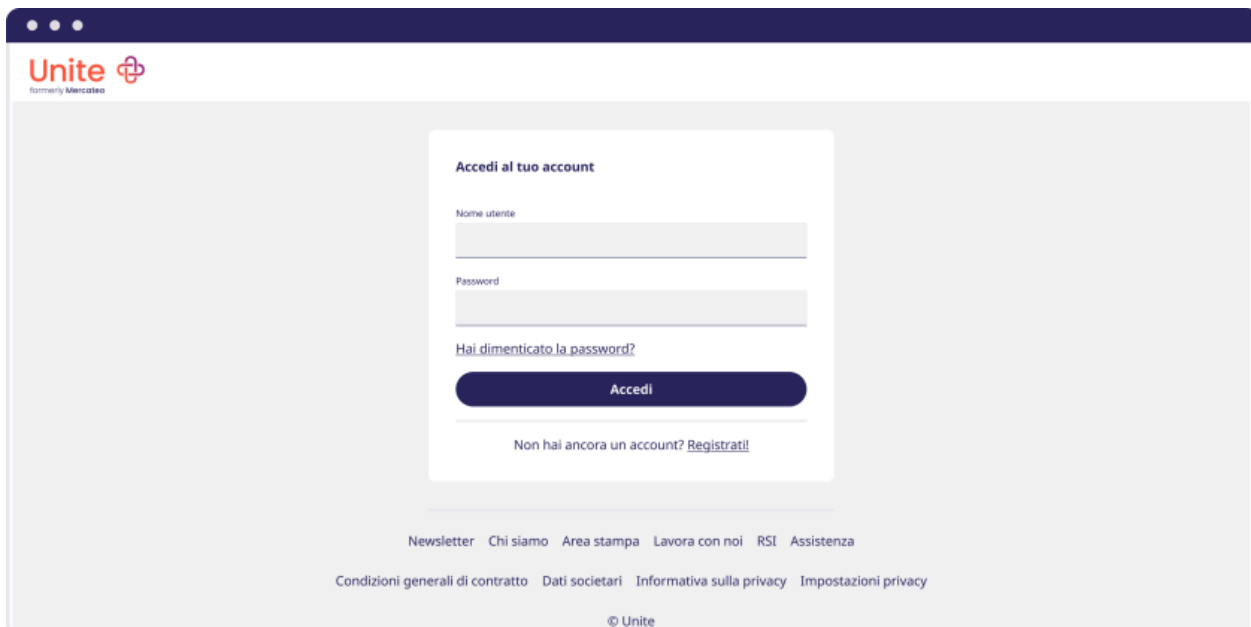 Unite
formerly Mercateo
Accedi al tuo account
Nome utente
Password
Hai dimenticato la password?
Accedi
Non hai ancora un account? Registrati!
Newsletter Chi siamo Area stampa Lavora con noi RSI Assistenza
Condizioni generali di contratto Dati societari Informativa sulla privacy Impostazioni privacy
© Unite